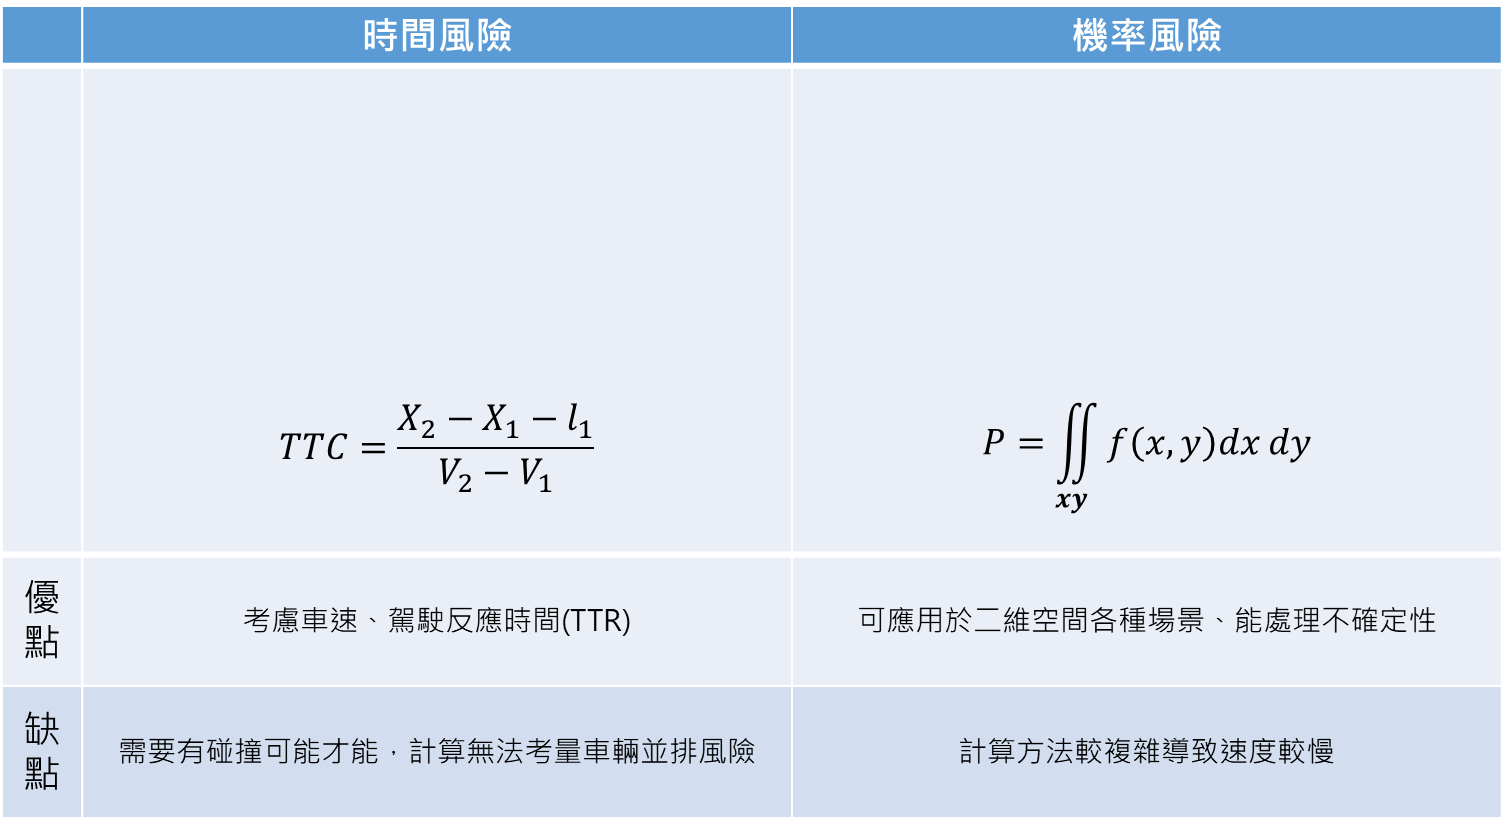 時間風險
機率風險
TTC = (X₂ − X₁ − l₁) / (V₂ − V₁)
P = ∬xy f(x, y)dx dy
優點
考慮車速、駕駛反應時間(TTR)
可應用於二維空間各種場景、能處理不確定性
缺點
需要有碰撞可能才能，計算無法考量車輛並排風險
計算方法較複雜導致速度較慢